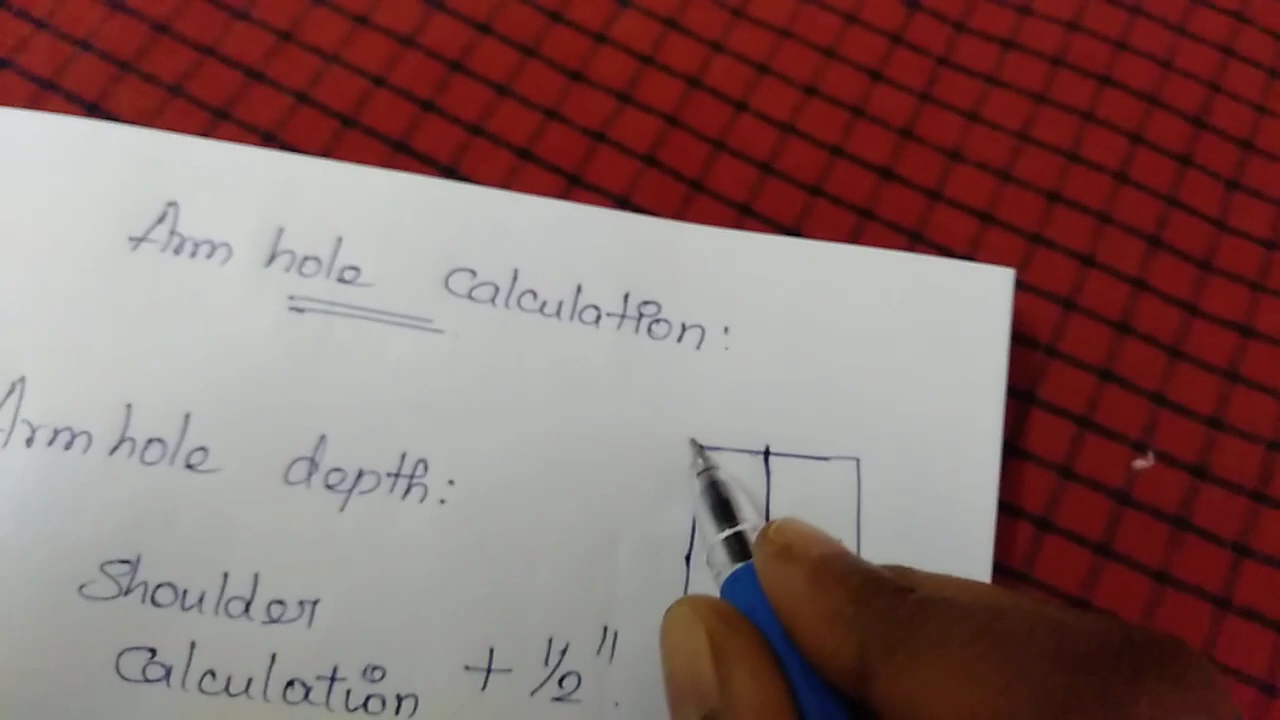 Arm hole Calculation:
Armhole depth:
Shoulder
Calculation + 1/2".